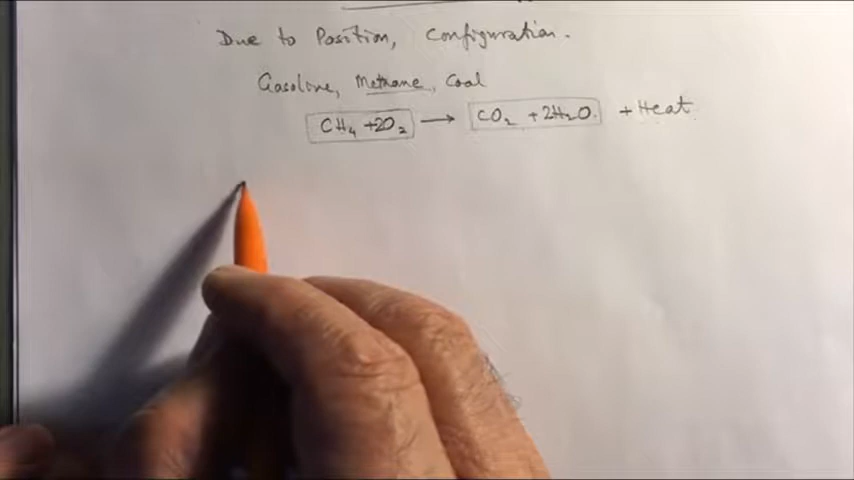 Due to Position, Configuration.
Gasoline, Methane, Coal
CH₄ +2O₂ → CO₂ +2H₂O. + Heat